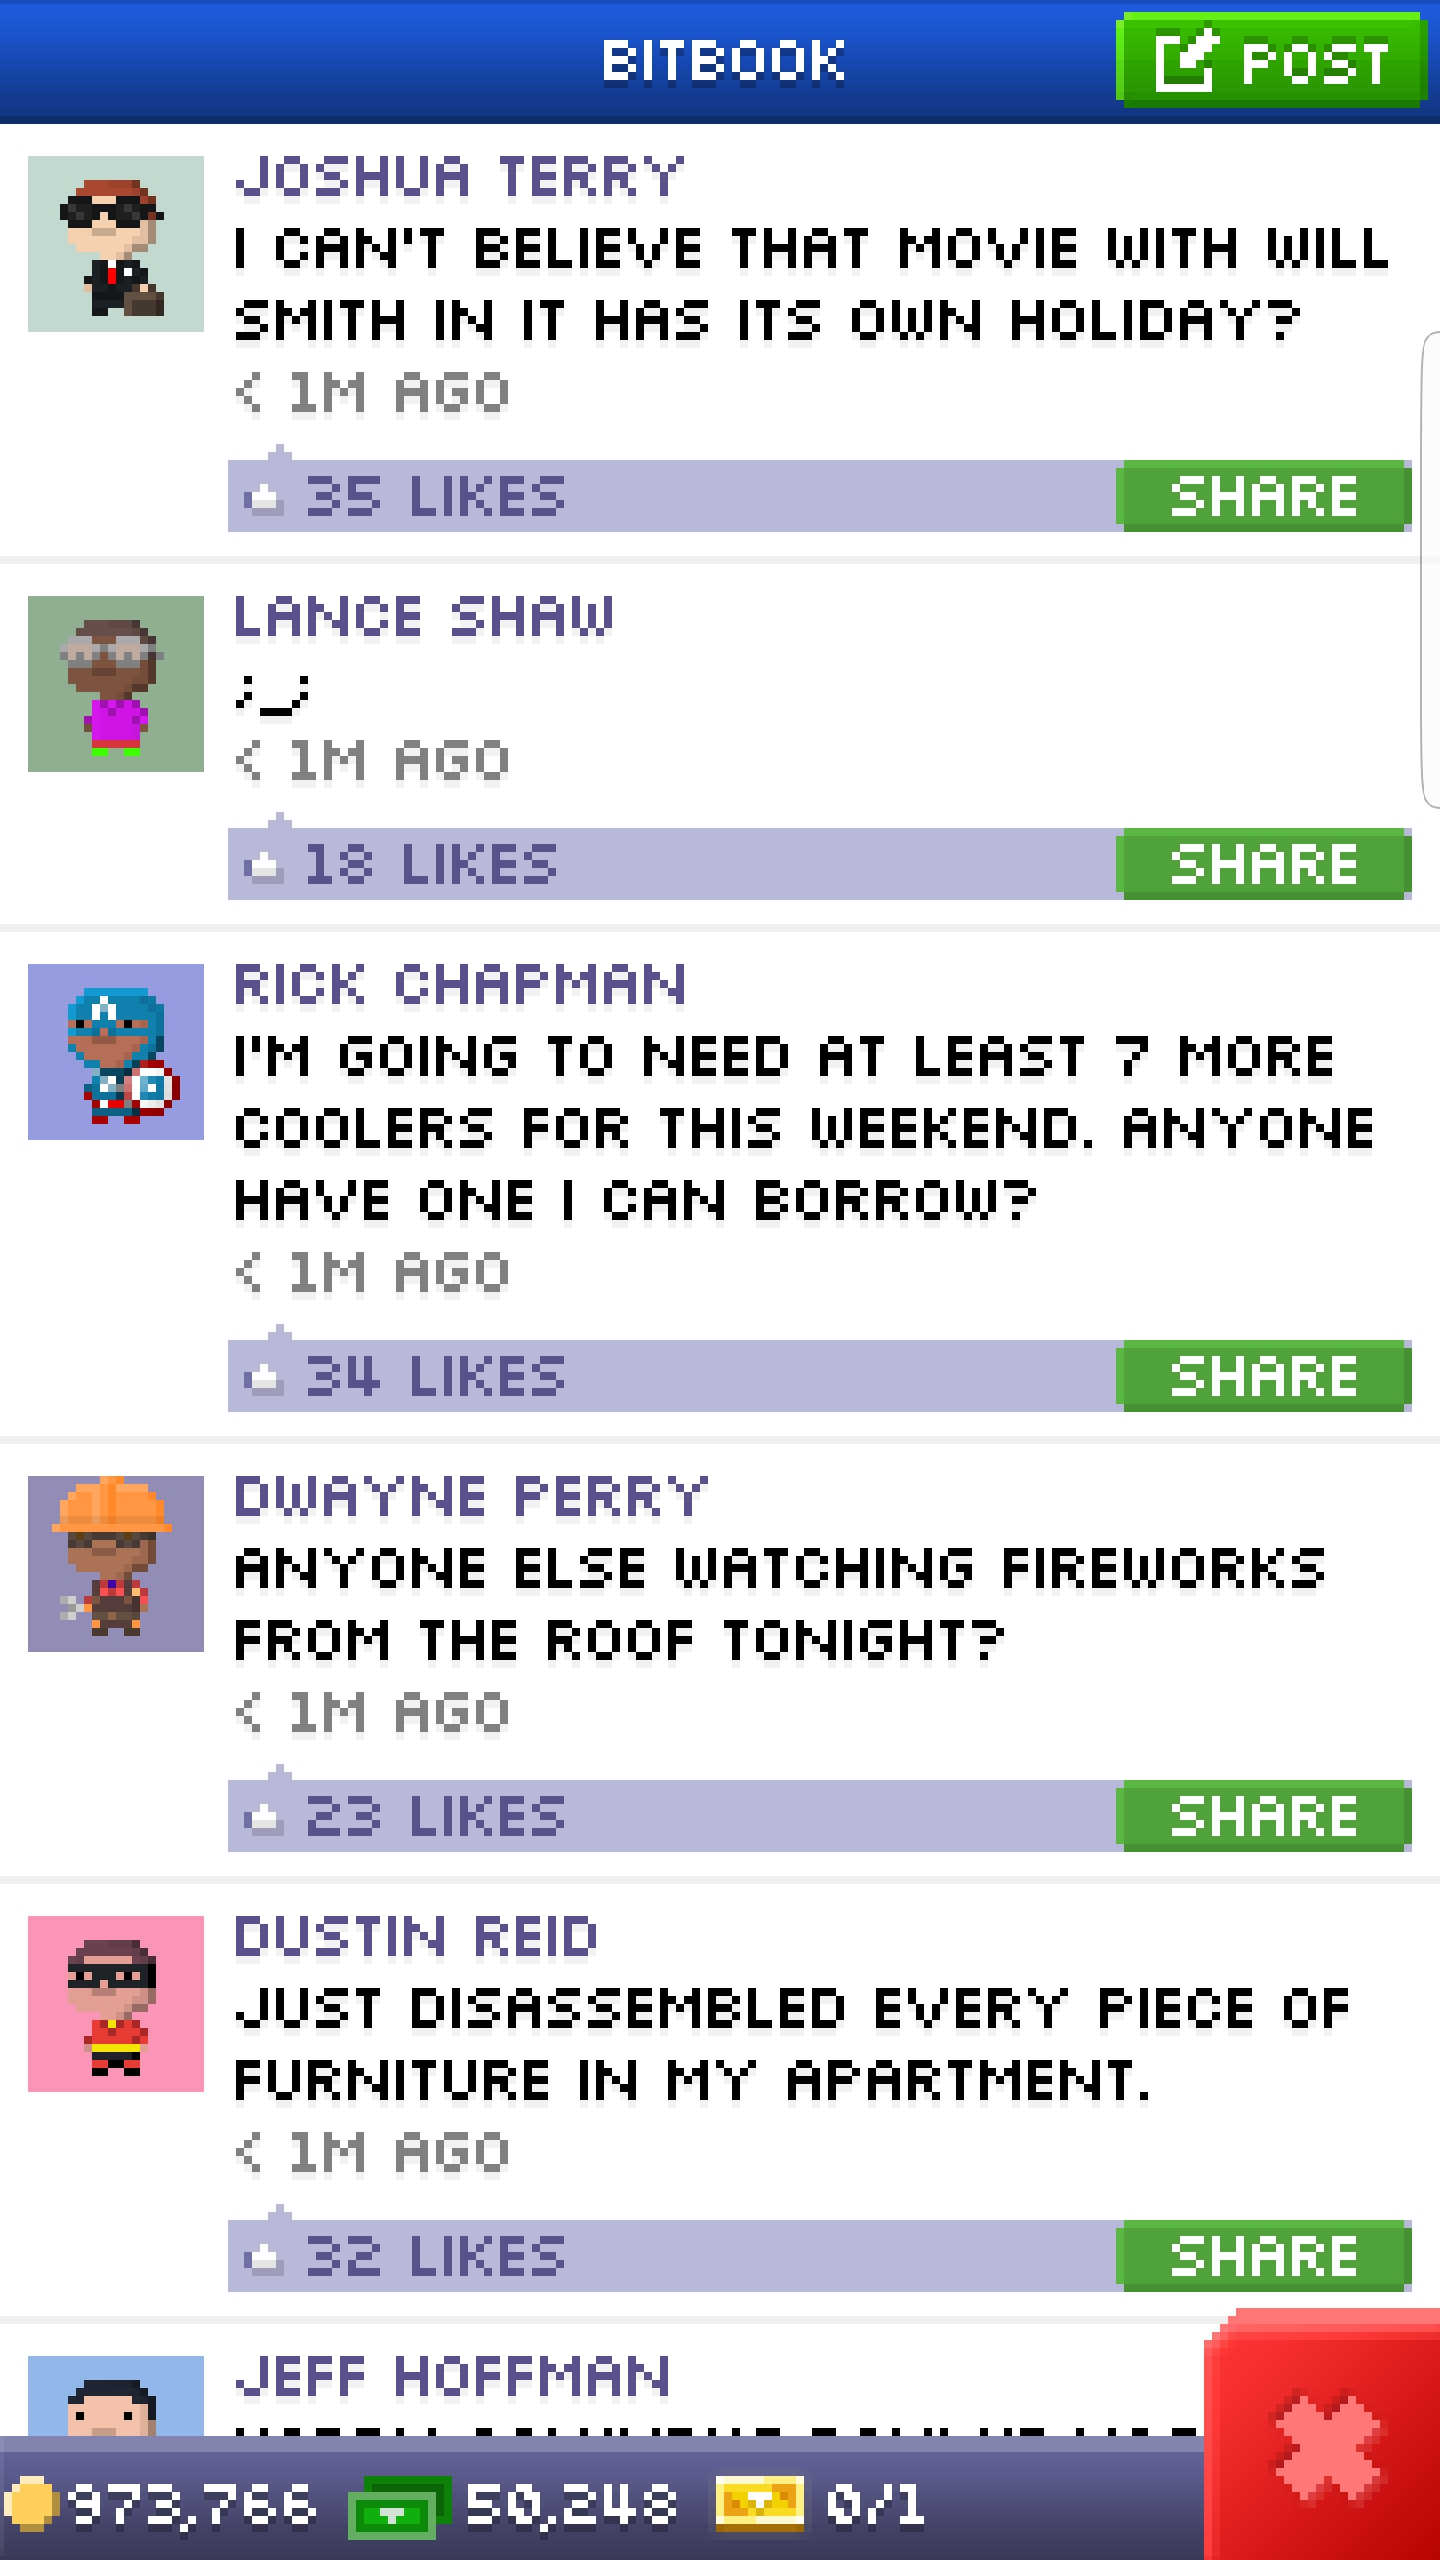 BITBOOK
POST
JOSHUA TERRY
I CAN'T BELIEVE THAT MOVIE WITH WILL
SMITH IN IT HAS ITS OWN HOLIDAY?
< 1M AGO
35 LIKES
SHARE
LANCE SHAW
;_;
< 1M AGO
18 LIKES
SHARE
RICK CHAPMAN
I'M GOING TO NEED AT LEAST 7 MORE
COOLERS FOR THIS WEEKEND. ANYONE
HAVE ONE I CAN BORROW?
< 1M AGO
34 LIKES
SHARE
DWAYNE PERRY
ANYONE ELSE WATCHING FIREWORKS
FROM THE ROOF TONIGHT?
< 1M AGO
23 LIKES
SHARE
DUSTIN REID
JUST DISASSEMBLED EVERY PIECE OF
FURNITURE IN MY APARTMENT.
< 1M AGO
32 LIKES
SHARE
JEFF HOFFMAN
973,766
50,248
0/1